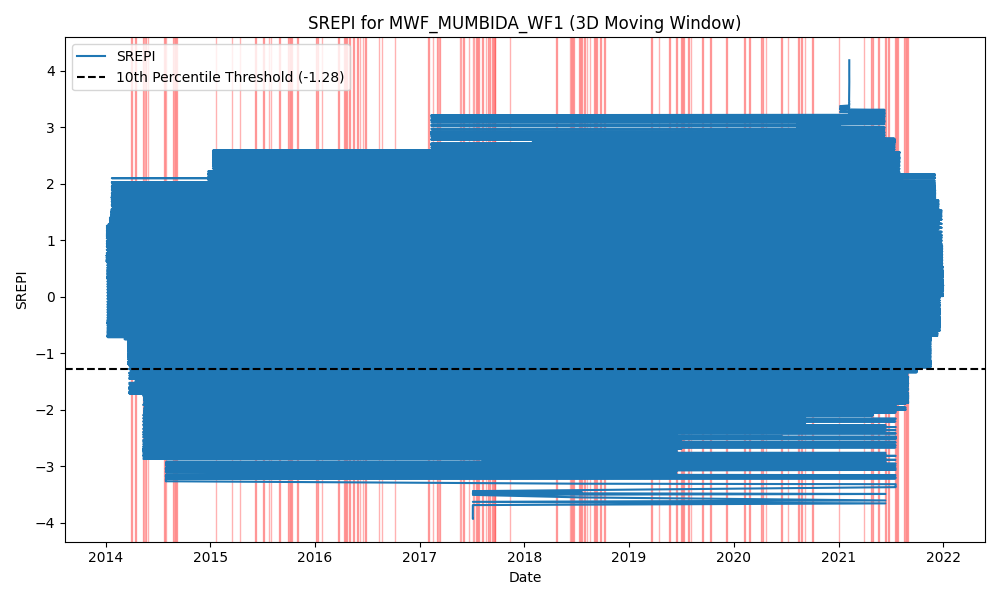 SREPI for MWF_MUMBIDA_WF1 (3D Moving Window)
SREPI
10th Percentile Threshold (-1.28)
4
3
2
1
0
−1
−2
−3
−4
SREPI
2014 2015 2016 2017 2018 2019 2020 2021 2022
Date